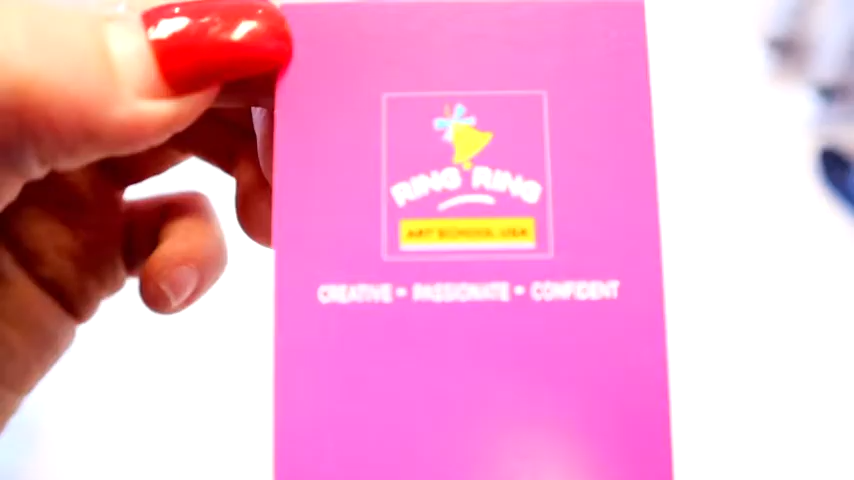 RING RING
ART SCHOOL USA
CREATIVE • PASSIONATE • CONFIDENT